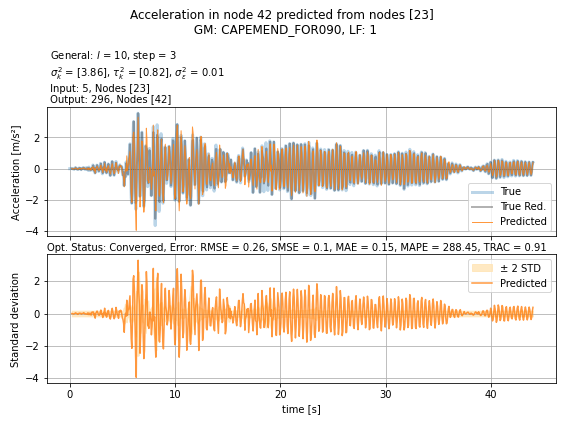 Acceleration in node 42 predicted from nodes [23]
GM: CAPEMEND_FOR090, LF: 1
General: l = 10, step = 3
σ²ₖ = [3.86], τ²ₖ = [0.82], σ²ε = 0.01
Input: 5, Nodes [23]
Output: 296, Nodes [42]
Acceleration [m/s²]
2
0
−2
−4
True
True Red.
Predicted
Opt. Status: Converged, Error: RMSE = 0.26, SMSE = 0.1, MAE = 0.15, MAPE = 288.45, TRAC = 0.91
Standard deviation
2
0
−2
−4
± 2 STD
Predicted
0 10 20 30 40
time [s]